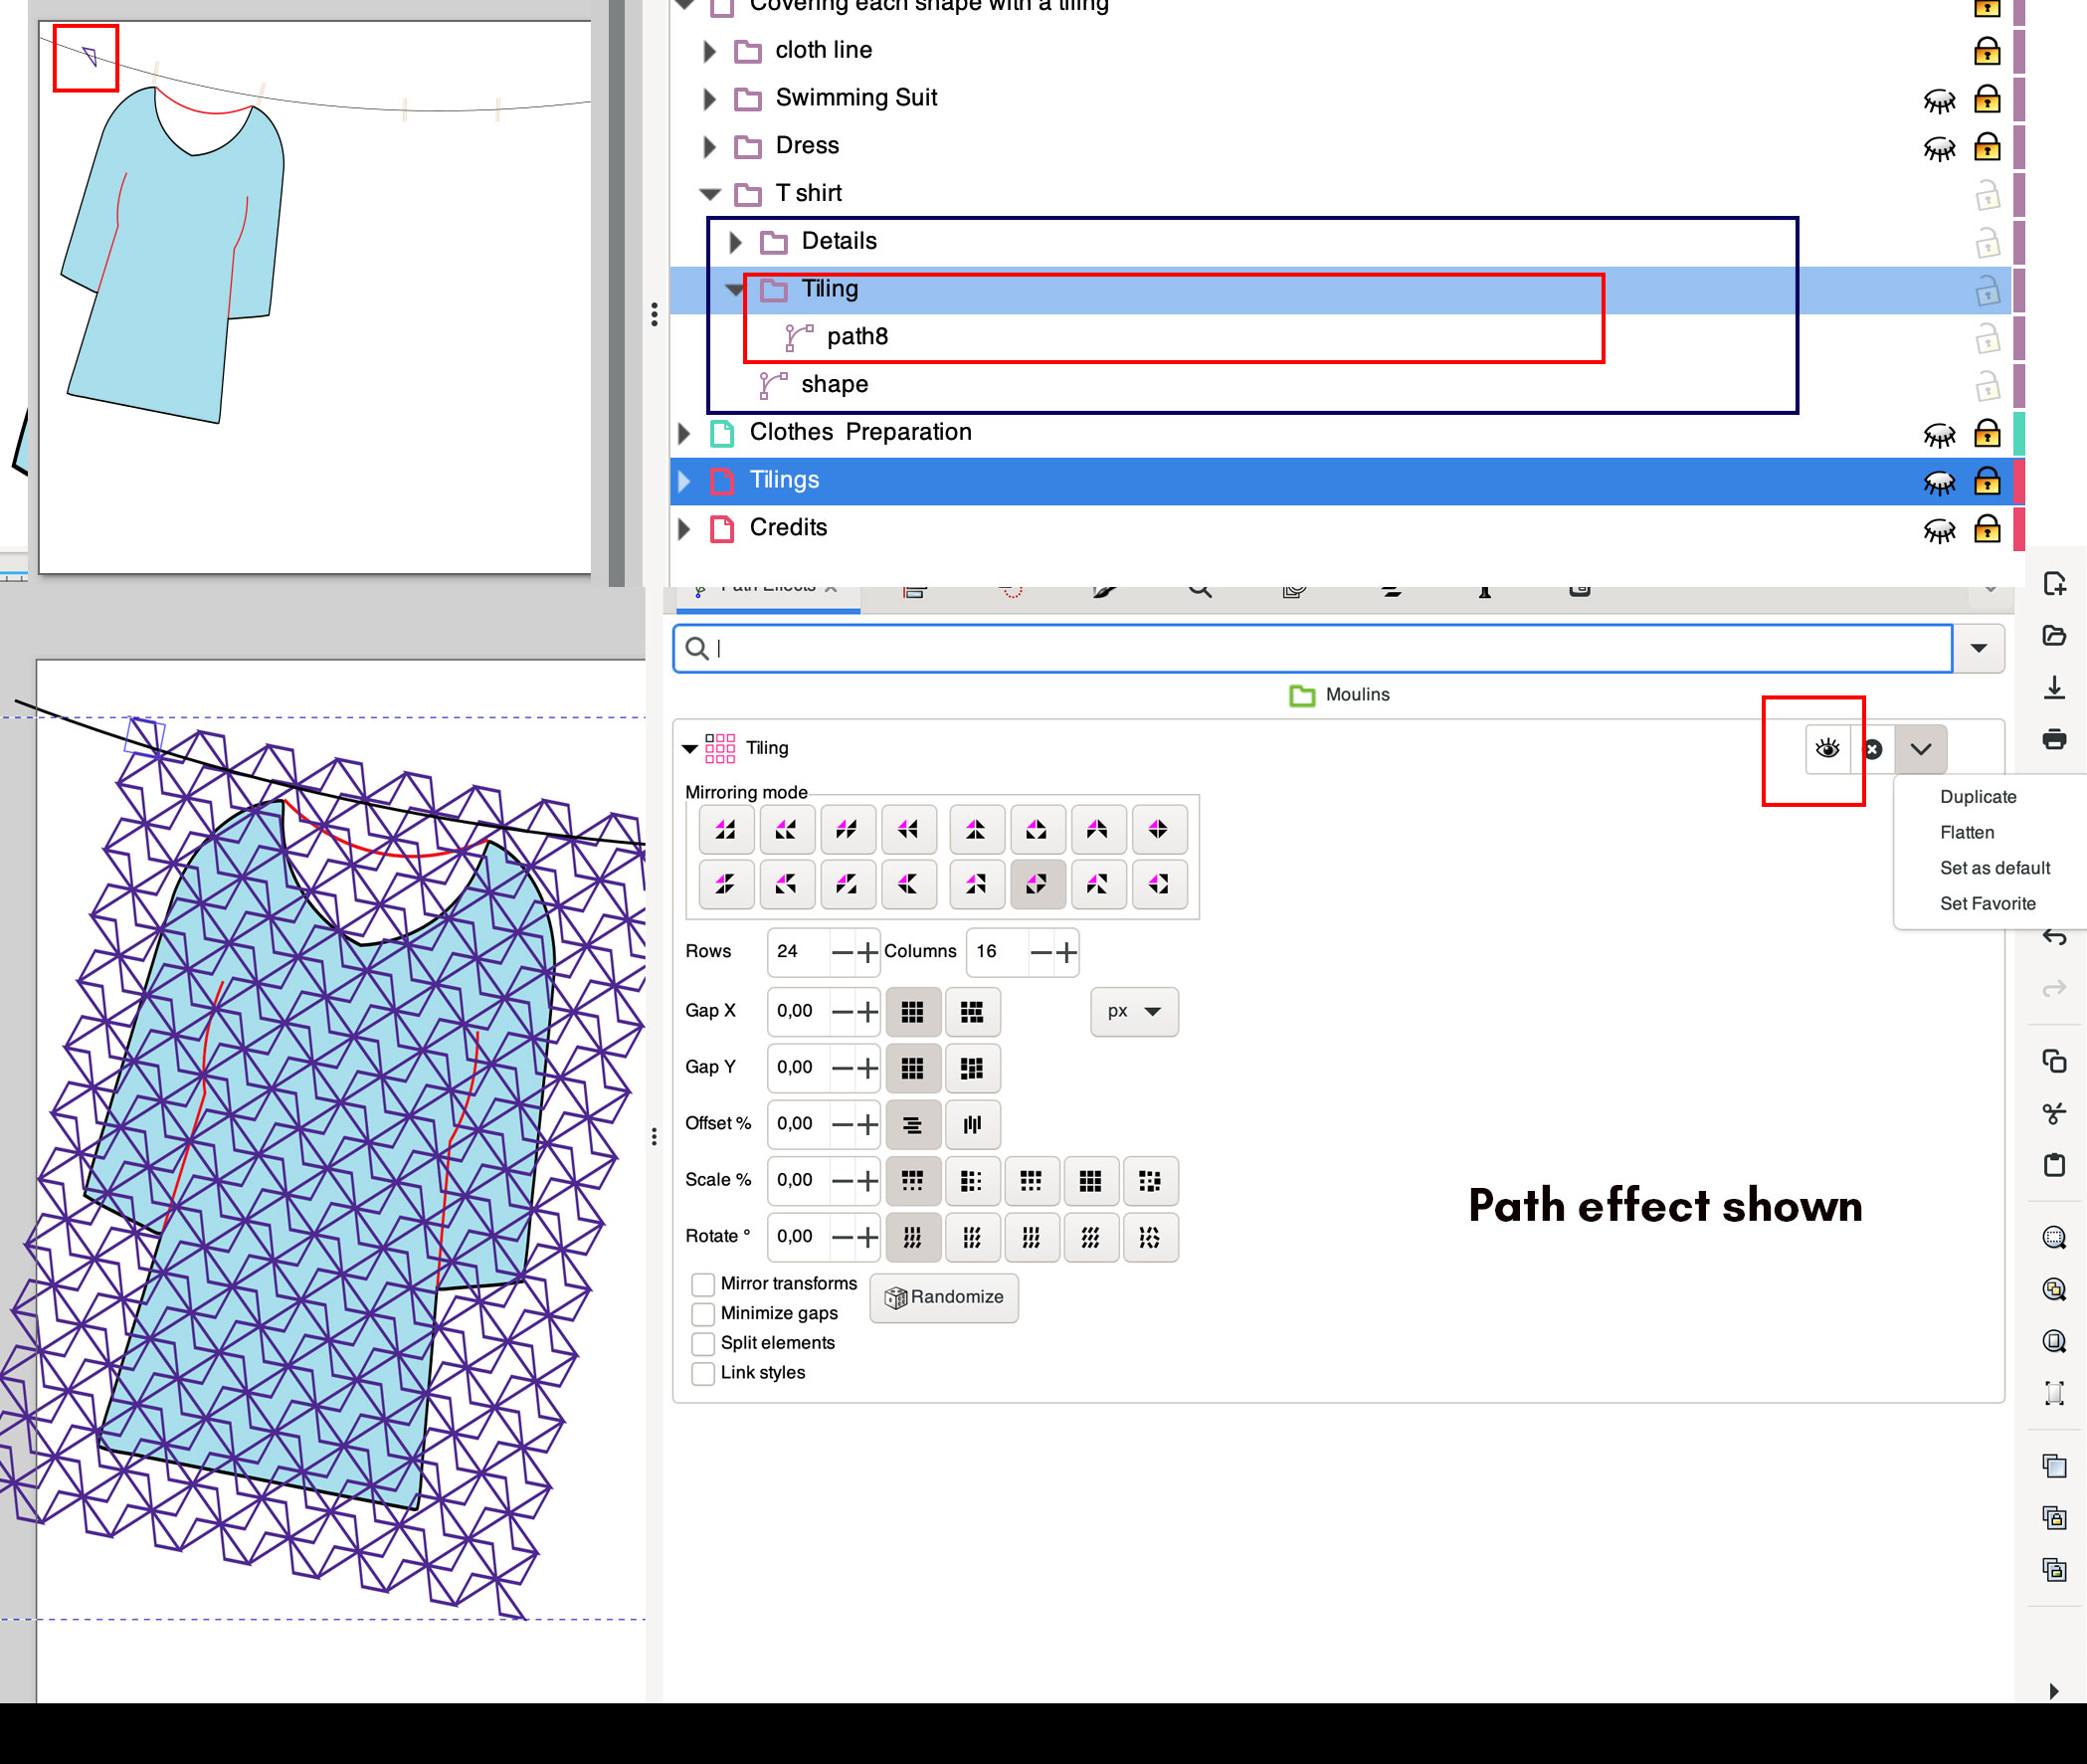 Covering each shape with a tiling
cloth line
Swimming Suit
Dress
T shirt
Details
Tiling
path8
shape
Clothes Preparation
Tilings
Credits
Path Effects
Moulins
Tiling
Duplicate
Flatten
Set as default
Set Favorite
Mirroring mode
Rows 24 Columns 16
Gap X 0,00 px
Gap Y 0,00
Offset % 0,00
Scale % 0,00
Rotate ° 0,00
Path effect shown
Mirror transforms
Minimize gaps
Split elements
Link styles
Randomize